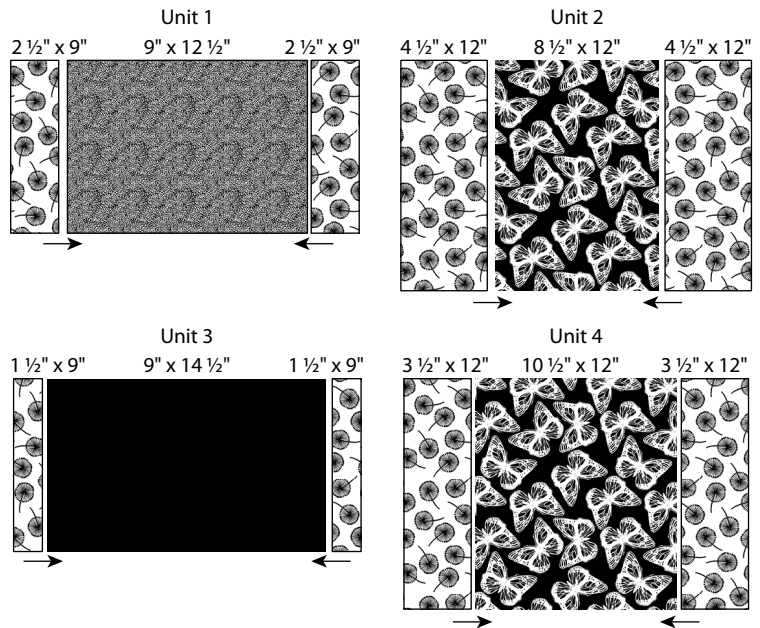 Unit 1
2 ½" x 9" 9" x 12 ½" 2 ½" x 9"
Unit 2
4 ½" x 12" 8 ½" x 12" 4 ½" x 12"
Unit 3
1 ½" x 9" 9" x 14 ½" 1 ½" x 9"
Unit 4
3 ½" x 12" 10 ½" x 12" 3 ½" x 12"